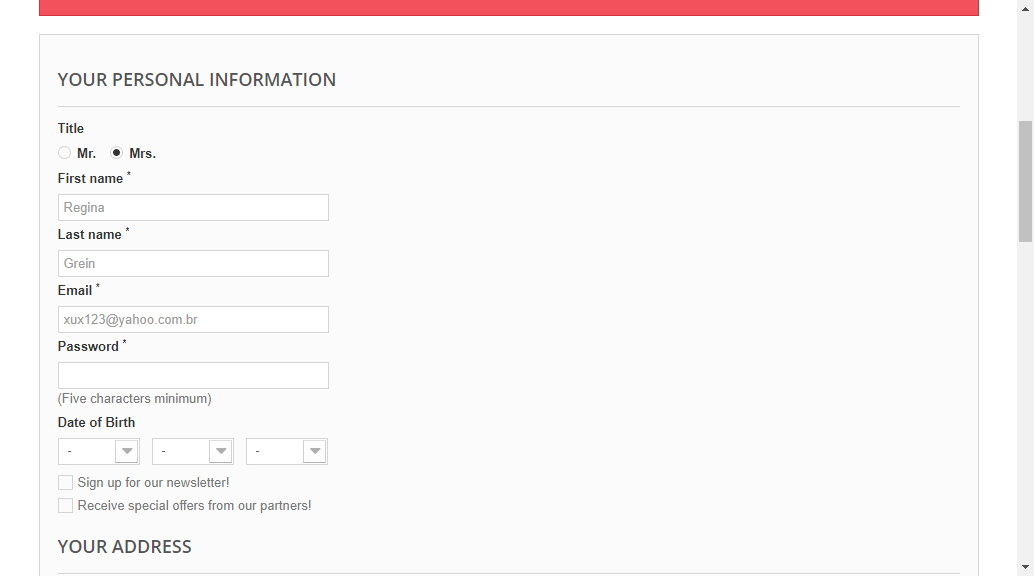 YOUR PERSONAL INFORMATION
Title
Mr. Mrs.
First name *
Regina
Last name *
Grein
Email *
xux123@yahoo.com.br
Password *
(Five characters minimum)
Date of Birth
- - -
Sign up for our newsletter!
Receive special offers from our partners!
YOUR ADDRESS